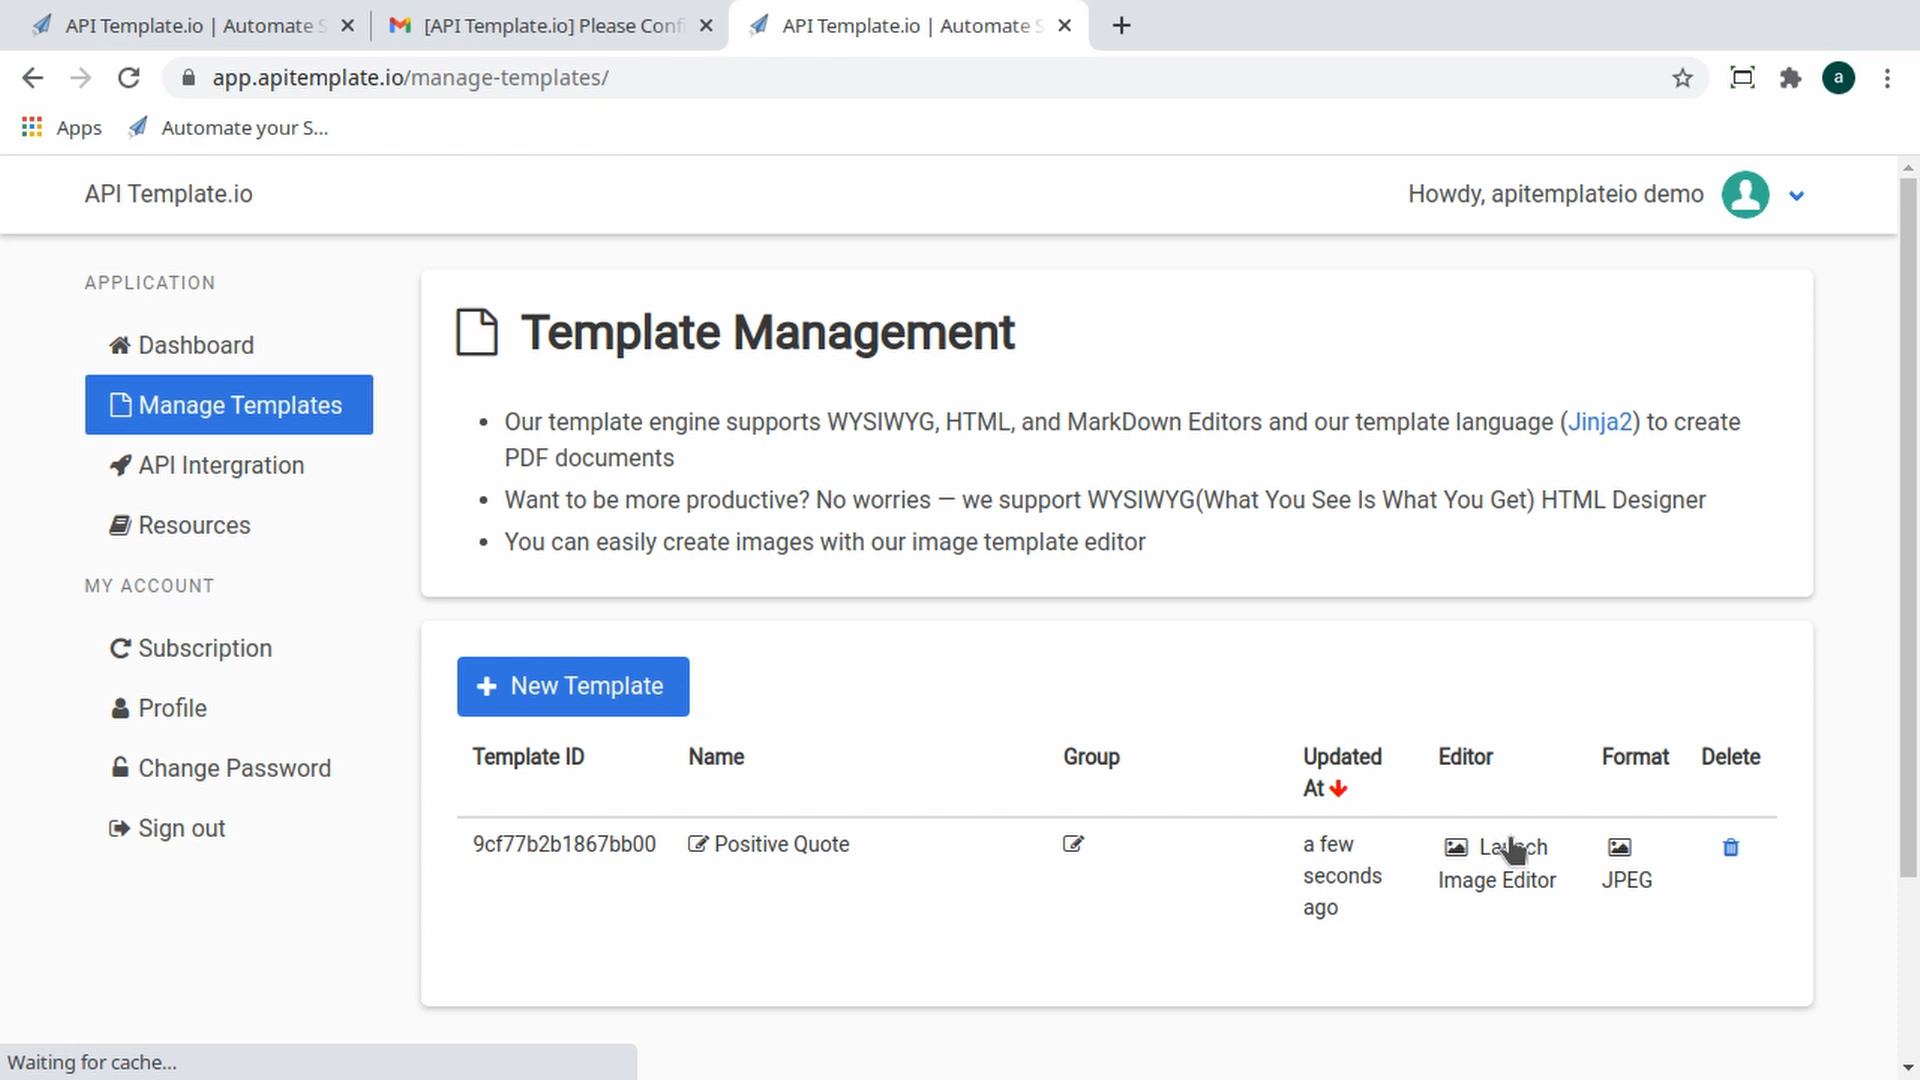 API Template.io | Automate S
[API Template.io] Please Conf
API Template.io | Automate S
app.apitemplate.io/manage-templates/
a
Apps
Automate your S...
API Template.io
Howdy, apitemplateio demo
APPLICATION
Dashboard
Manage Templates
API Intergration
Resources
MY ACCOUNT
Subscription
Profile
Change Password
Sign out
Template Management
• Our template engine supports WYSIWYG, HTML, and MarkDown Editors and our template language (Jinja2) to create
PDF documents
• Want to be more productive? No worries — we support WYSIWYG(What You See Is What You Get) HTML Designer
• You can easily create images with our image template editor
New Template
Template ID Name Group Updated At Editor Format Delete
9cf77b2b1867bb00 Positive Quote a few seconds ago Launch Image Editor JPEG
Waiting for cache...